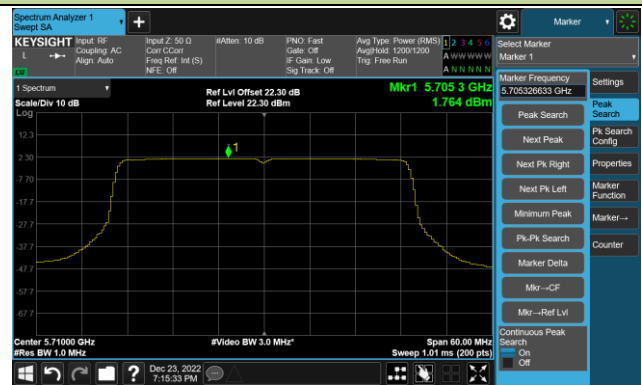 Spectrum Analyzer 1
Swept SA
Marker
KEYSIGHT
L
Input: RF
Coupling: AC
Align: Auto
Input Z: 50 Ω
Corr CCorr
Freq Ref: Int (S)
NFE: Off
#Atten: 10 dB
PNO: Fast
Gate: Off
IF Gain: Low
Sig Track: Off
Avg Type: Power (RMS)
Avg|Hold: 1200/1200
Trig: Free Run
1 2 3 4 5 6
A W W W W W
A N N N N N
Select Marker
Marker 1
1 Spectrum
Scale/Div 10 dB
Log
Ref Lvl Offset 22.30 dB
Ref Level 22.30 dBm
Mkr1 5.705 3 GHz
1.764 dBm
1
12.3
2.30
-7.70
-17.7
-27.7
-37.7
-47.7
-57.7
-67.7
Center 5.71000 GHz
#Res BW 1.0 MHz
#Video BW 3.0 MHz*
Span 60.00 MHz
Sweep 1.01 ms (200 pts)
Marker Frequency
5.705326633 GHz
Peak Search
Next Peak
Next Pk Right
Next Pk Left
Minimum Peak
Pk-Pk Search
Marker Delta
Mkr→CF
Mkr→Ref Lvl
Continuous Peak
Search
On
Off
Settings
Peak
Search
Pk Search
Config
Properties
Marker
Function
Marker→
Counter
Dec 23, 2022
7:15:33 PM